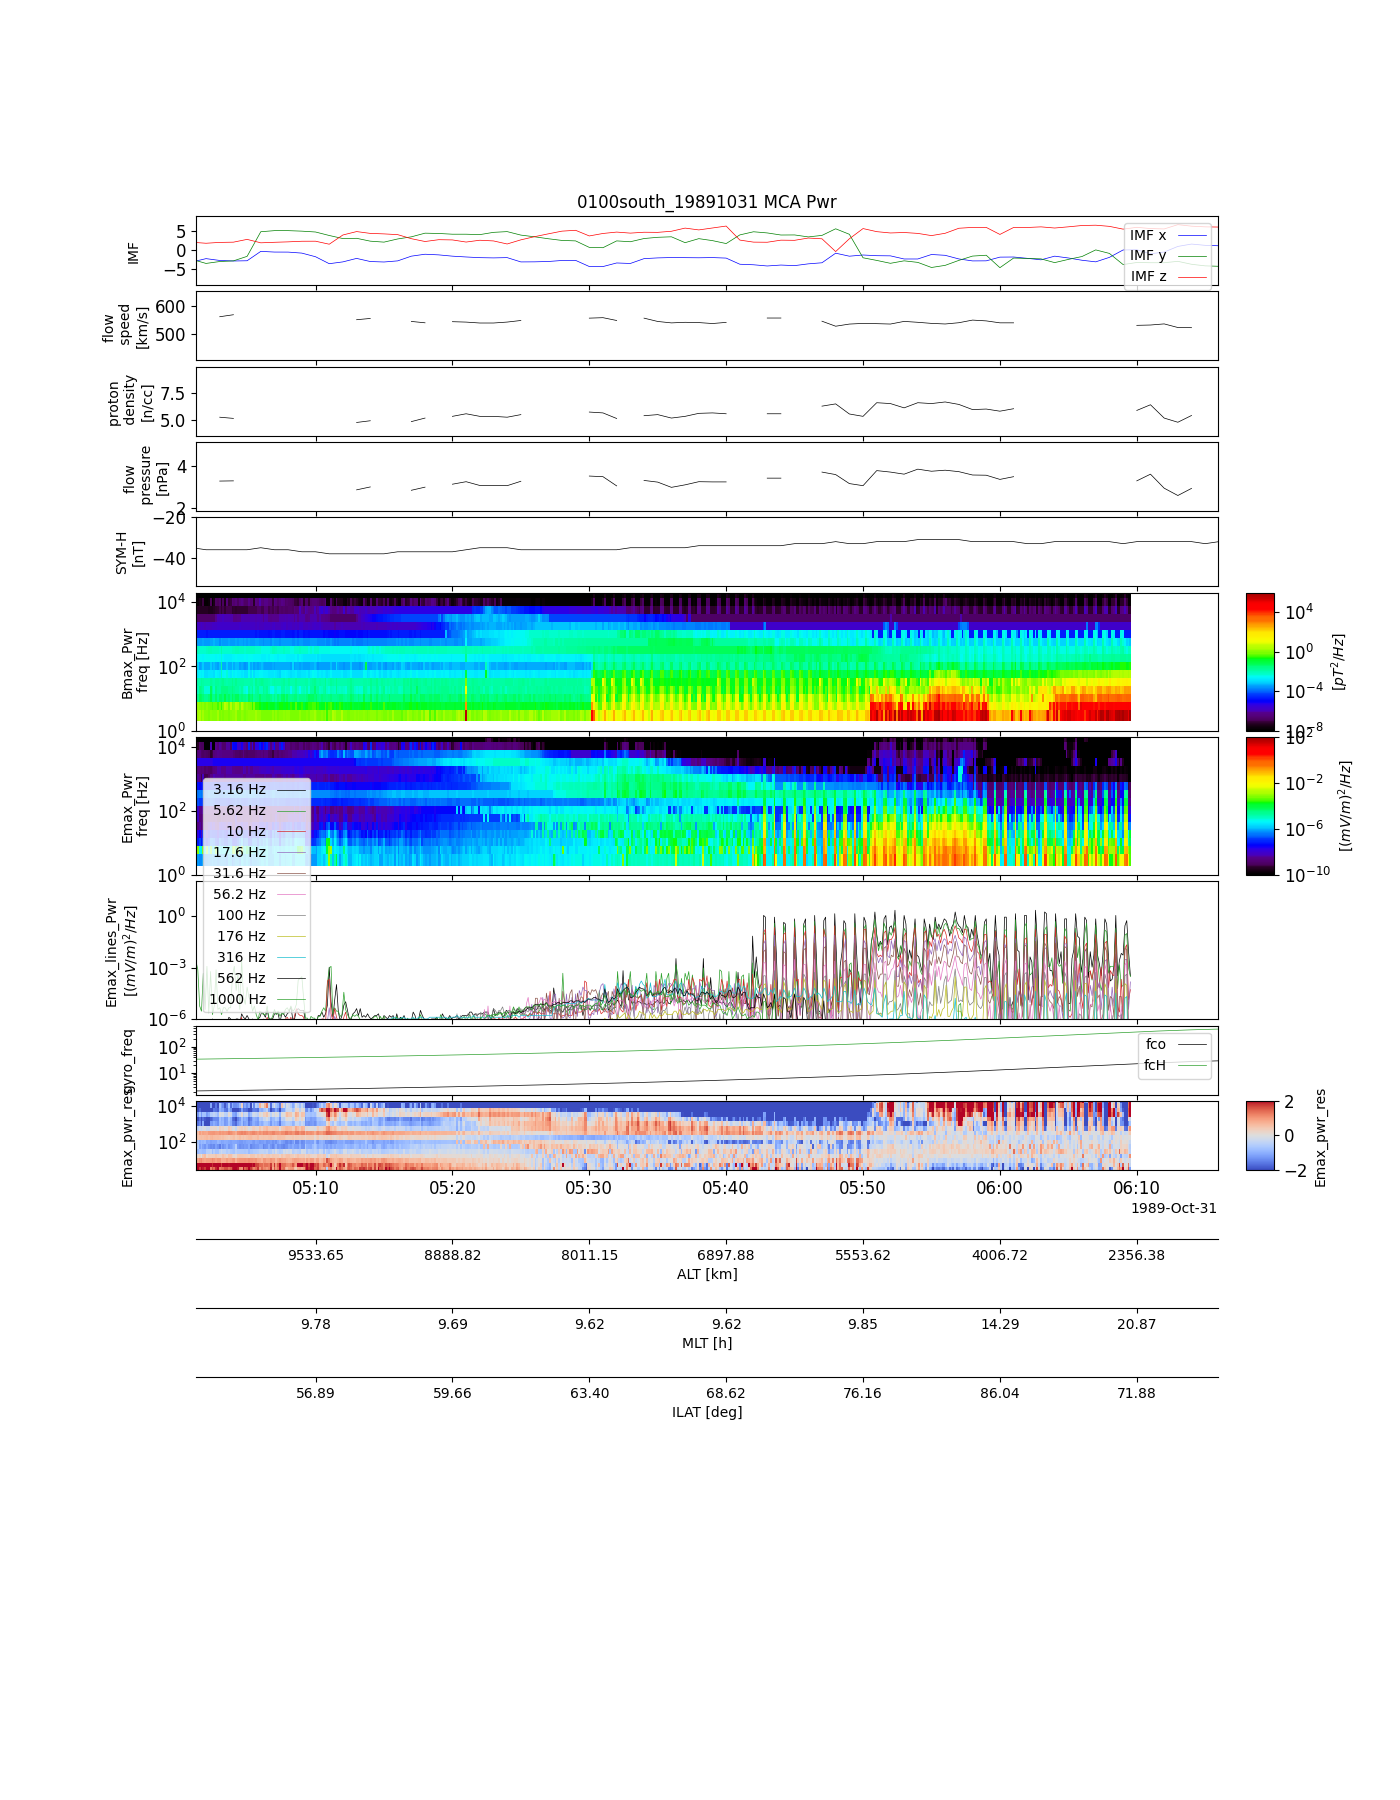 0100south_19891031 MCA Pwr
IMF
5
0
−5
IMF x
IMF y
IMF z
flow
speed
[km/s]
600
500
proton
density
[n/cc]
7.5
5.0
flow
pressure
[nPa]
4
2
SYM-H
[nT]
−20
−40
Bmax_Pwr
freq [Hz]
10^4
10^2
10^0
10^4
10^0
10^−4
10^−8
[pT^2/Hz]
Emax_Pwr
freq [Hz]
10^4
10^2
10^0
10^2
10^−2
10^−6
10^−10
[(mV/m)^2/Hz]
3.16 Hz
5.62 Hz
10 Hz
17.6 Hz
31.6 Hz
56.2 Hz
100 Hz
176 Hz
316 Hz
562 Hz
1000 Hz
Emax_lines_Pwr
[(mV/m)^2/Hz]
10^0
10^−3
10^−6
gyro_freq
10^2
10^1
fco
fcH
Emax_pwr_res
10^4
10^2
2
0
−2
Emax_pwr_res
05:10 05:20 05:30 05:40 05:50 06:00 06:10
1989-Oct-31
9533.65 8888.82 8011.15 6897.88 5553.62 4006.72 2356.38
ALT [km]
9.78 9.69 9.62 9.62 9.85 14.29 20.87
MLT [h]
56.89 59.66 63.40 68.62 76.16 86.04 71.88
ILAT [deg]